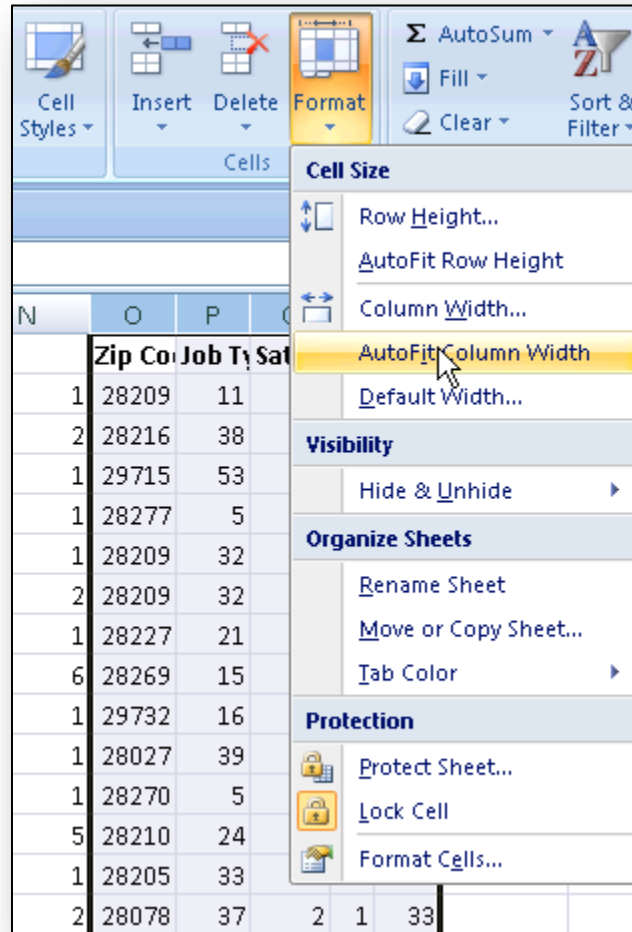 Cell Styles
Insert
Delete
Format
Σ AutoSum
Fill
Clear
Sort &
Filter
Cells
Cell Size
Row Height...
AutoFit Row Height
Column Width...
AutoFit Column Width
Default Width...
Visibility
Hide & Unhide
Organize Sheets
Rename Sheet
Move or Copy Sheet...
Tab Color
Protection
Protect Sheet...
Lock Cell
Format Cells...
N O P
Zip Co Job Ty Sat
1 28209 11
2 28216 38
1 29715 53
1 28277 5
1 28209 32
2 28209 32
1 28227 21
6 28269 15
1 29732 16
1 28027 39
1 28270 5
5 28210 24
1 28205 33
2 28078 37 2 1 33